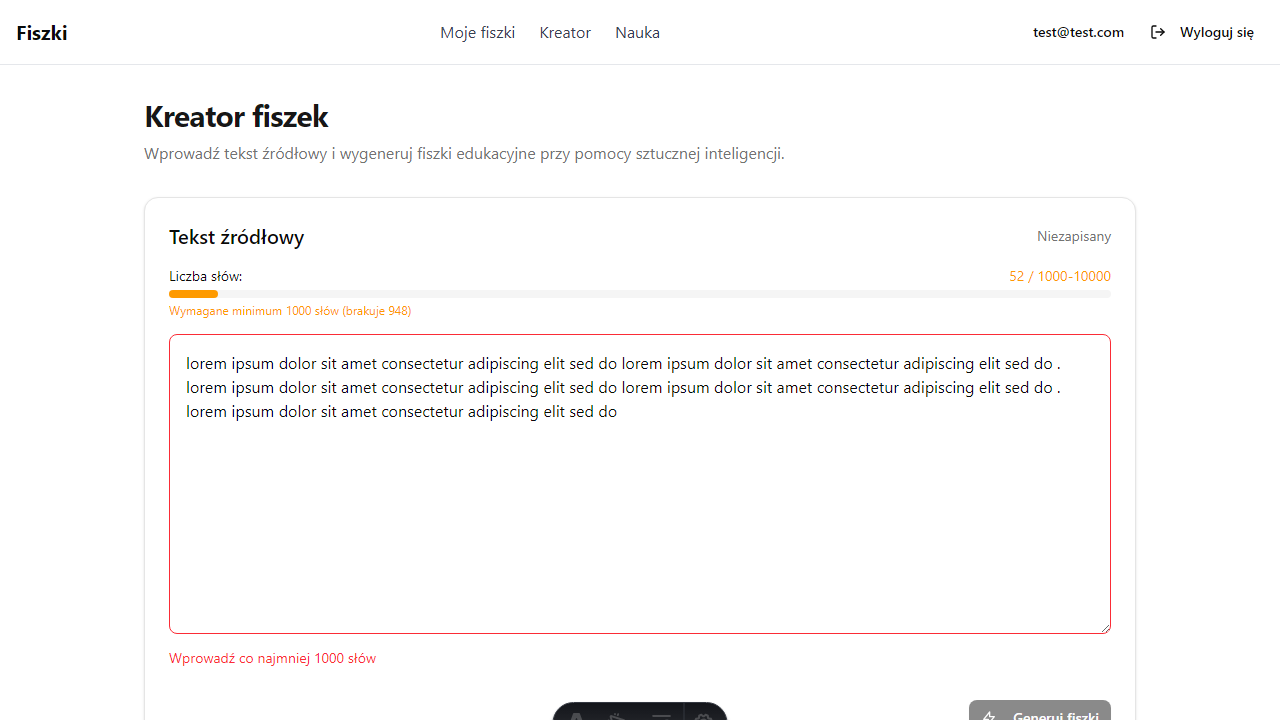 Fiszki
Moje fiszki
Kreator
Nauka
test@test.com
Wyloguj się
Kreator fiszek
Wprowadź tekst źródłowy i wygeneruj fiszki edukacyjne przy pomocy sztucznej inteligencji.
Tekst źródłowy
Niezapisany
Liczba słów:
52 / 1000-10000
Wymagane minimum 1000 słów (brakuje 948)
lorem ipsum dolor sit amet consectetur adipiscing elit sed do lorem ipsum dolor sit amet consectetur adipiscing elit sed do .
lorem ipsum dolor sit amet consectetur adipiscing elit sed do lorem ipsum dolor sit amet consectetur adipiscing elit sed do .
lorem ipsum dolor sit amet consectetur adipiscing elit sed do
Wprowadź co najmniej 1000 słów
Generuj fiszki